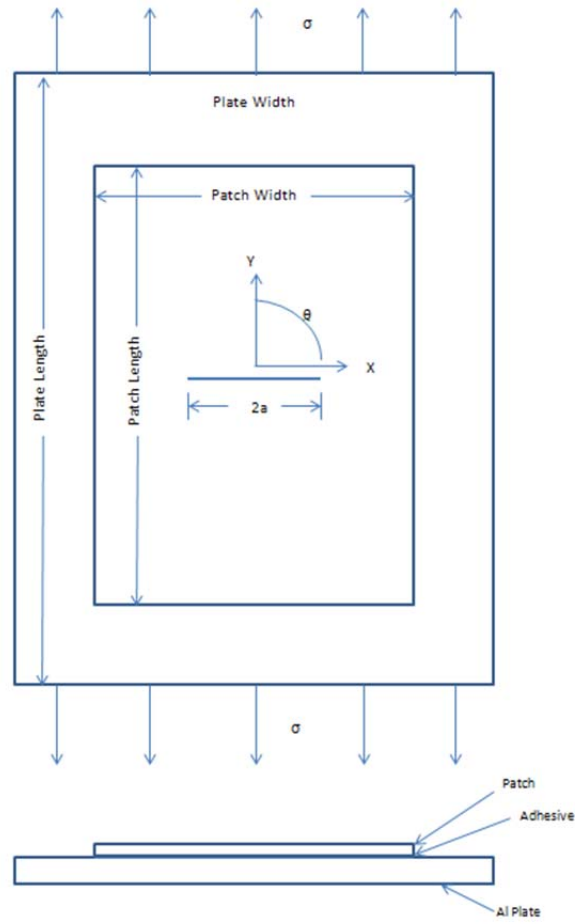 σ
Plate Width
Patch Width
Y
θ
X
2a
Plate Length
Patch Length
σ
Patch
Adhesive
Al Plate